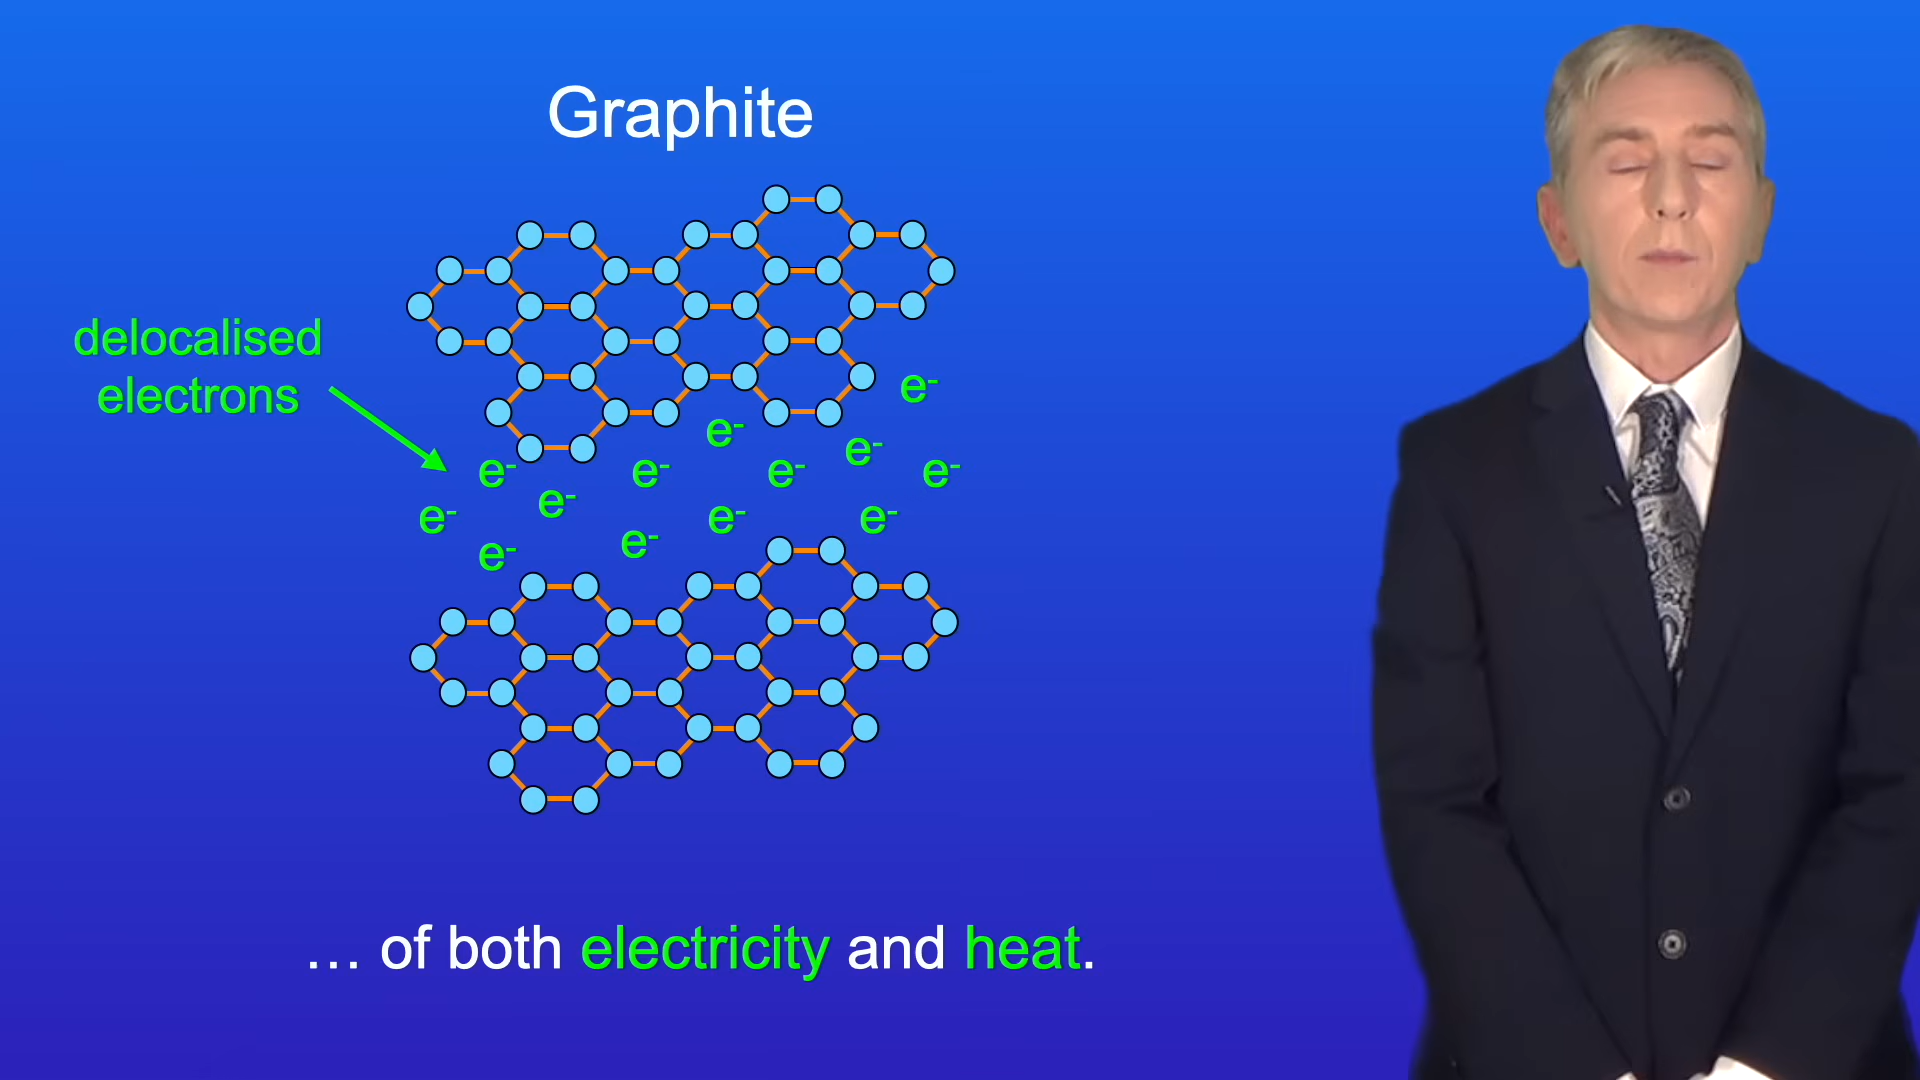 Graphite
delocalised
electrons
e-
e-
e-
e-
e-
e-
e-
e-
e-
e-
e-
e-
e-
… of both electricity and heat.